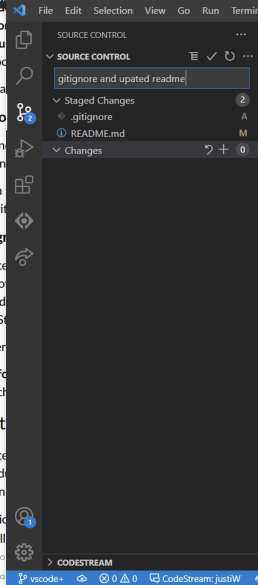 File Edit Selection View Go Run Termin
SOURCE CONTROL
SOURCE CONTROL
gitignore and upated readme
Staged Changes 2
.gitignore A
README.md M
Changes 0
2
1
CODESTREAM
vscode+ 0 0 CodeStream: justiW